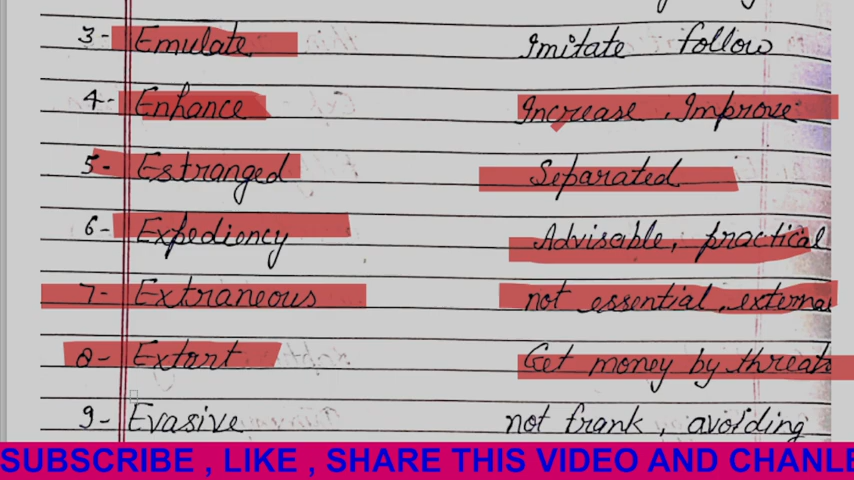 3- Emulate Imitate follow
4- Enhance Increase, Improve
5- Estranged Separated
6- Expediency Advisable, practical
7- Extraneous not essential, external
8- Extort Get money by threats
9- Evasive not frank, avoiding
SUBSCRIBE , LIKE , SHARE THIS VIDEO AND CHANLE